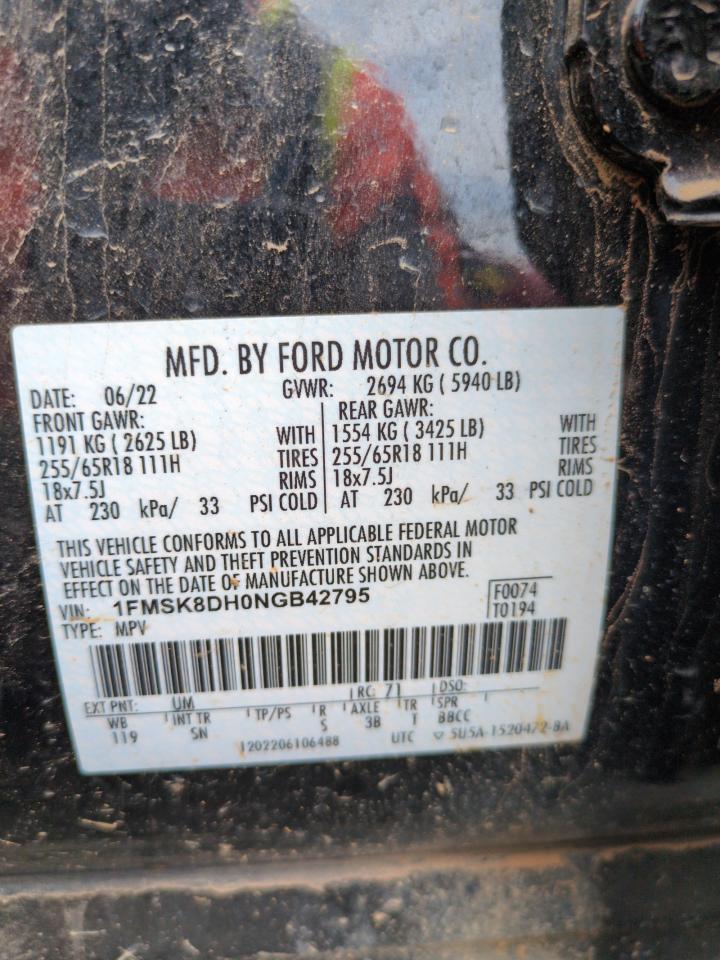 MFD. BY FORD MOTOR CO.
DATE: 06/22 GVWR: 2694 KG ( 5940 LB)
FRONT GAWR: REAR GAWR:
1191 KG ( 2625 LB) WITH 1554 KG ( 3425 LB) WITH
255/65R18 111H TIRES 255/65R18 111H TIRES
18x7.5J RIMS 18x7.5J RIMS
AT 230 kPa/ 33 PSI COLD AT 230 kPa/ 33 PSI COLD
THIS VEHICLE CONFORMS TO ALL APPLICABLE FEDERAL MOTOR
VEHICLE SAFETY AND THEFT PREVENTION STANDARDS IN
EFFECT ON THE DATE OF MANUFACTURE SHOWN ABOVE.
VIN: 1FMSK8DH0NGB42795 F0074
TYPE: MPV T0194
EXT PNT: UM RC: 71 DSO:
WB INT TR TP/PS R AXLE TR SPR
119 SN S 3B T BBCC
1202206106488 UTC ▽ 5U5A-1520472-BA